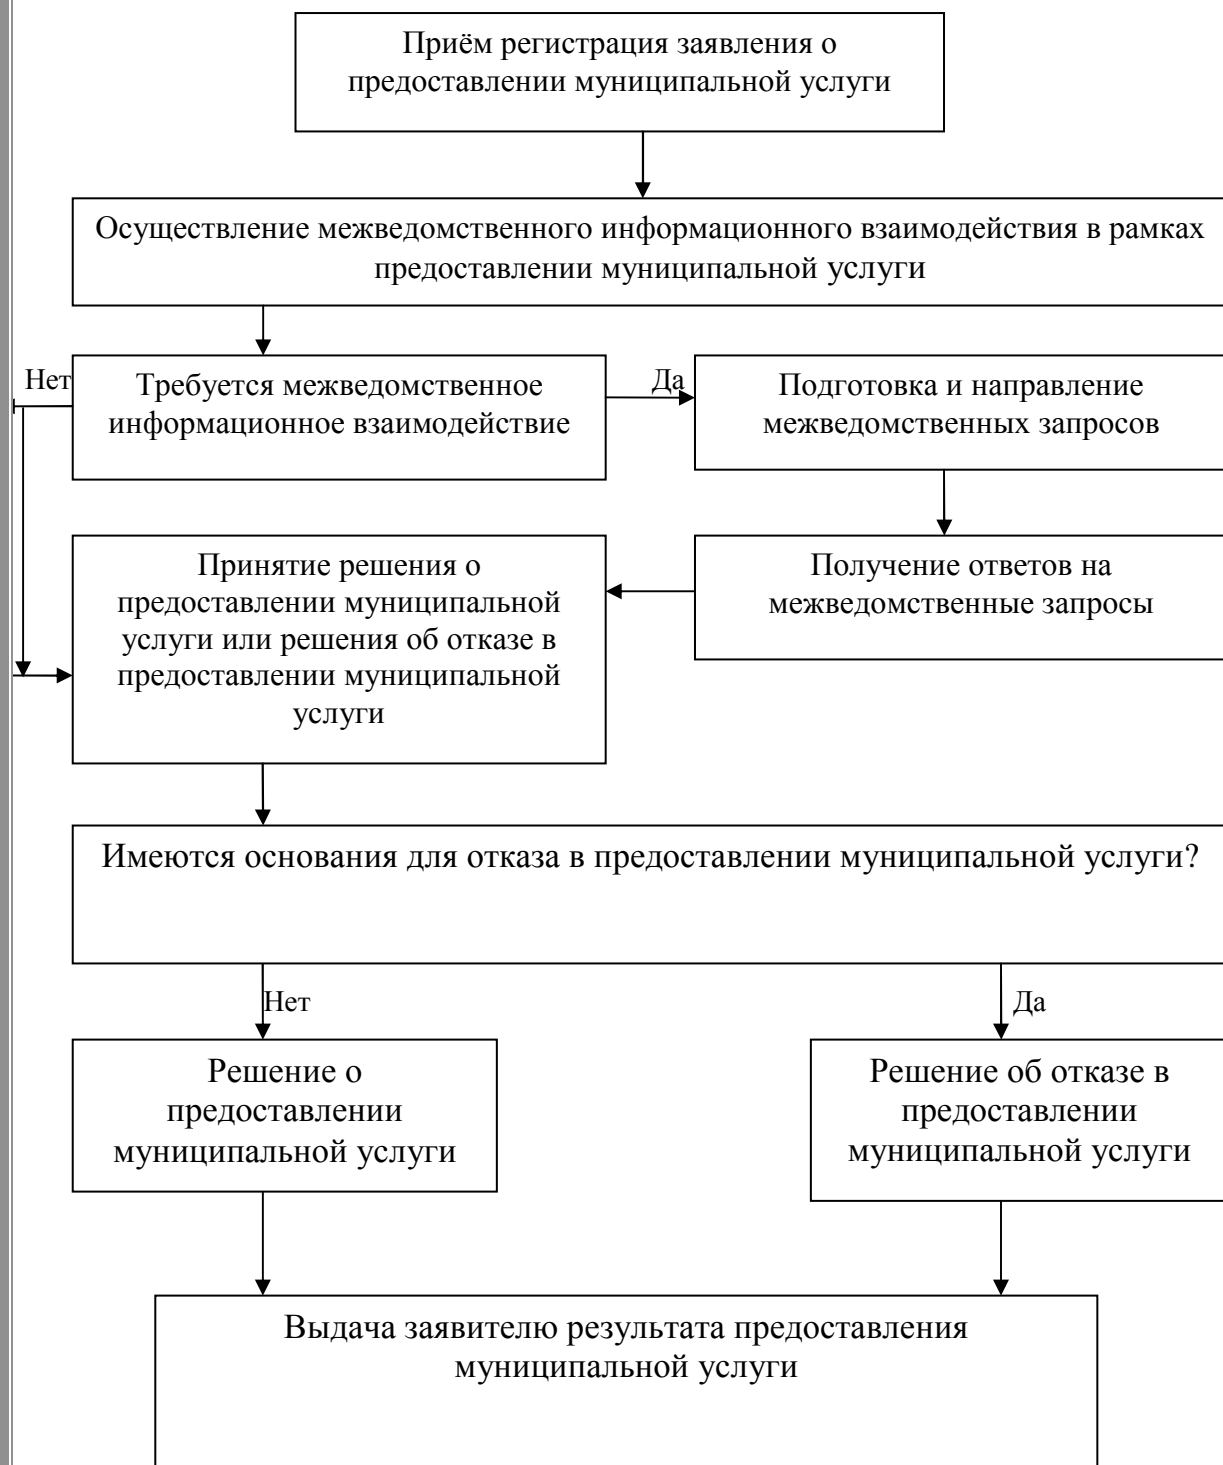 Приём регистрация заявления о
предоставлении муниципальной услуги
Осуществление межведомственного информационного взаимодействия в рамках
предоставлении муниципальной услуги
Нет
Требуется межведомственное
информационное взаимодействие
Да
Подготовка и направление
межведомственных запросов
Принятие решения о
предоставлении муниципальной
услуги или решения об отказе в
предоставлении муниципальной
услуги
Получение ответов на
межведомственные запросы
Имеются основания для отказа в предоставлении муниципальной услуги?
Нет
Да
Решение о
предоставлении
муниципальной услуги
Решение об отказе в
предоставлении
муниципальной услуги
Выдача заявителю результата предоставления
муниципальной услуги